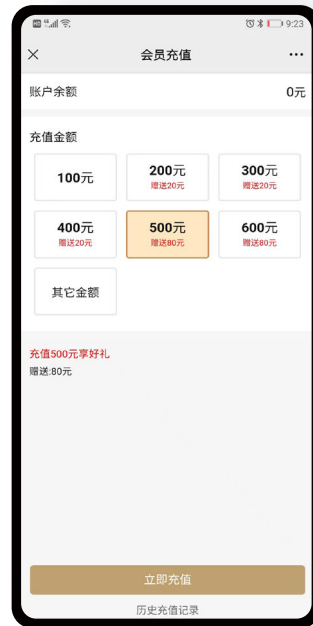 9:23
会员充值
账户余额 0元
充值金额
100元 200元 300元
赠送20元 赠送20元
400元 500元 600元
赠送20元 赠送80元 赠送80元
其它金额
充值500元享好礼
赠送:80元
立即充值
历史充值记录